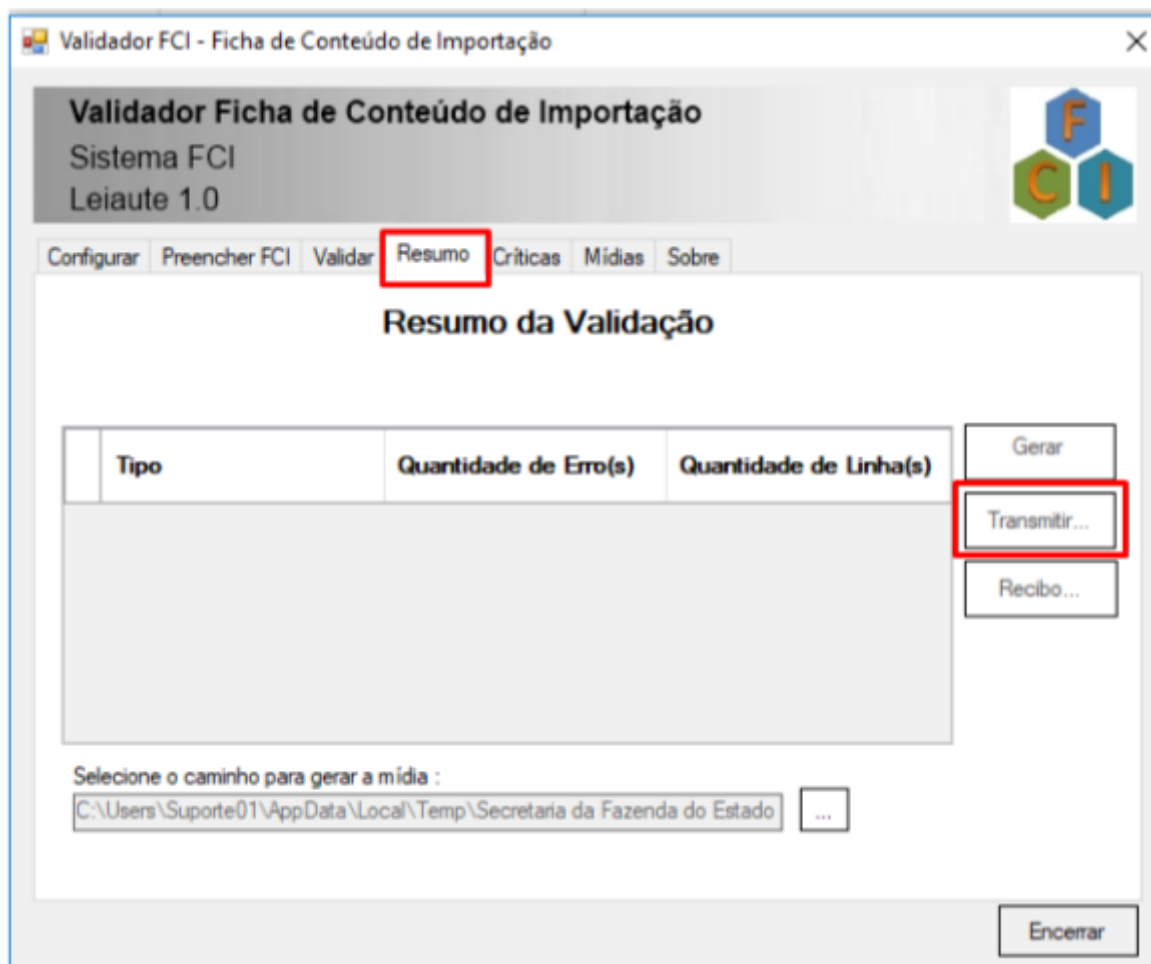 Validador FCI - Ficha de Conteúdo de Importação
Validador Ficha de Conteúdo de Importação
Sistema FCI
Leiaute 1.0
F
C I
Configurar Preencher FCI Validar Resumo Críticas Mídias Sobre
Resumo da Validação
Tipo Quantidade de Erro(s) Quantidade de Linha(s)
Gerar
Transmitir...
Recibo...
Selecione o caminho para gerar a mídia :
C:\Users\Suporte01\AppData\Local\Temp\Secretaria da Fazenda do Estado ...
Encerrar